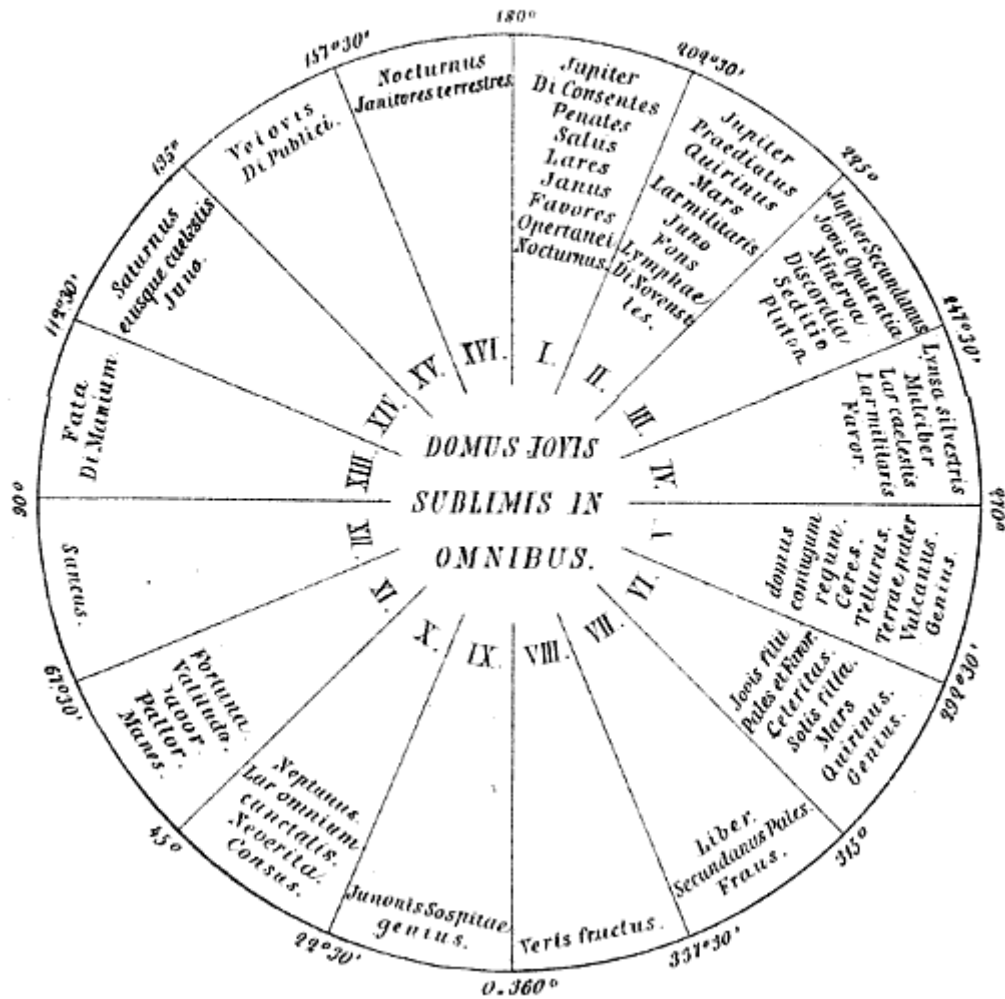 180°
Jupiter
Di Consentes
Penates
Salus
Lares
Janus
Favores
Opertanei
Nocturnus.
I.
202°30'
Jupiter
Praediatus
Quirinus
Mars
Lar militaris
Juno
Fons
Lymphae
Di Novensi
les.
II.
225°
Jupiter Secundanus
Jovis Opulentia
Minerva
Discordia
Seditio
Pluton
III.
247°30'
Lynsa silvestris
Mulciber
Lar caelestis
Lar militaris
Favor.
IV.
270°
domus
conjugum
regum.
Ceres.
Tellurus.
Terrae pater
Vulcanus.
Genius.
V
292°30'
Jovis filii
Pales et Favor.
Celeritas.
Solis filia.
Mars
Quirinus.
Genius.
VI
315°
Liber.
Secundanus Pales.
Fraus.
VII.
337°30'
Veris fructus.
VIII.
0.360°
Junonis Sospitae
genius.
IX.
22°30'
Neptunus.
Lar omnium
cunctalis.
Neverita.
Consus.
X.
45°
Fortuna
Valitudo.
Pallor.
Manes.
IX
67°30'
Sancus.
XII.
90°
Fata
Di Manium.
XIII.
112°30'
Saturnus
eiusque caelestis
Juno.
XIV.
135°
Veiovis
Di Publici.
XV.
157°30'
Nocturnus
Janitores terrestres
XVI.
DOMUS JOVIS
SUBLIMIS IN
OMNIBUS.